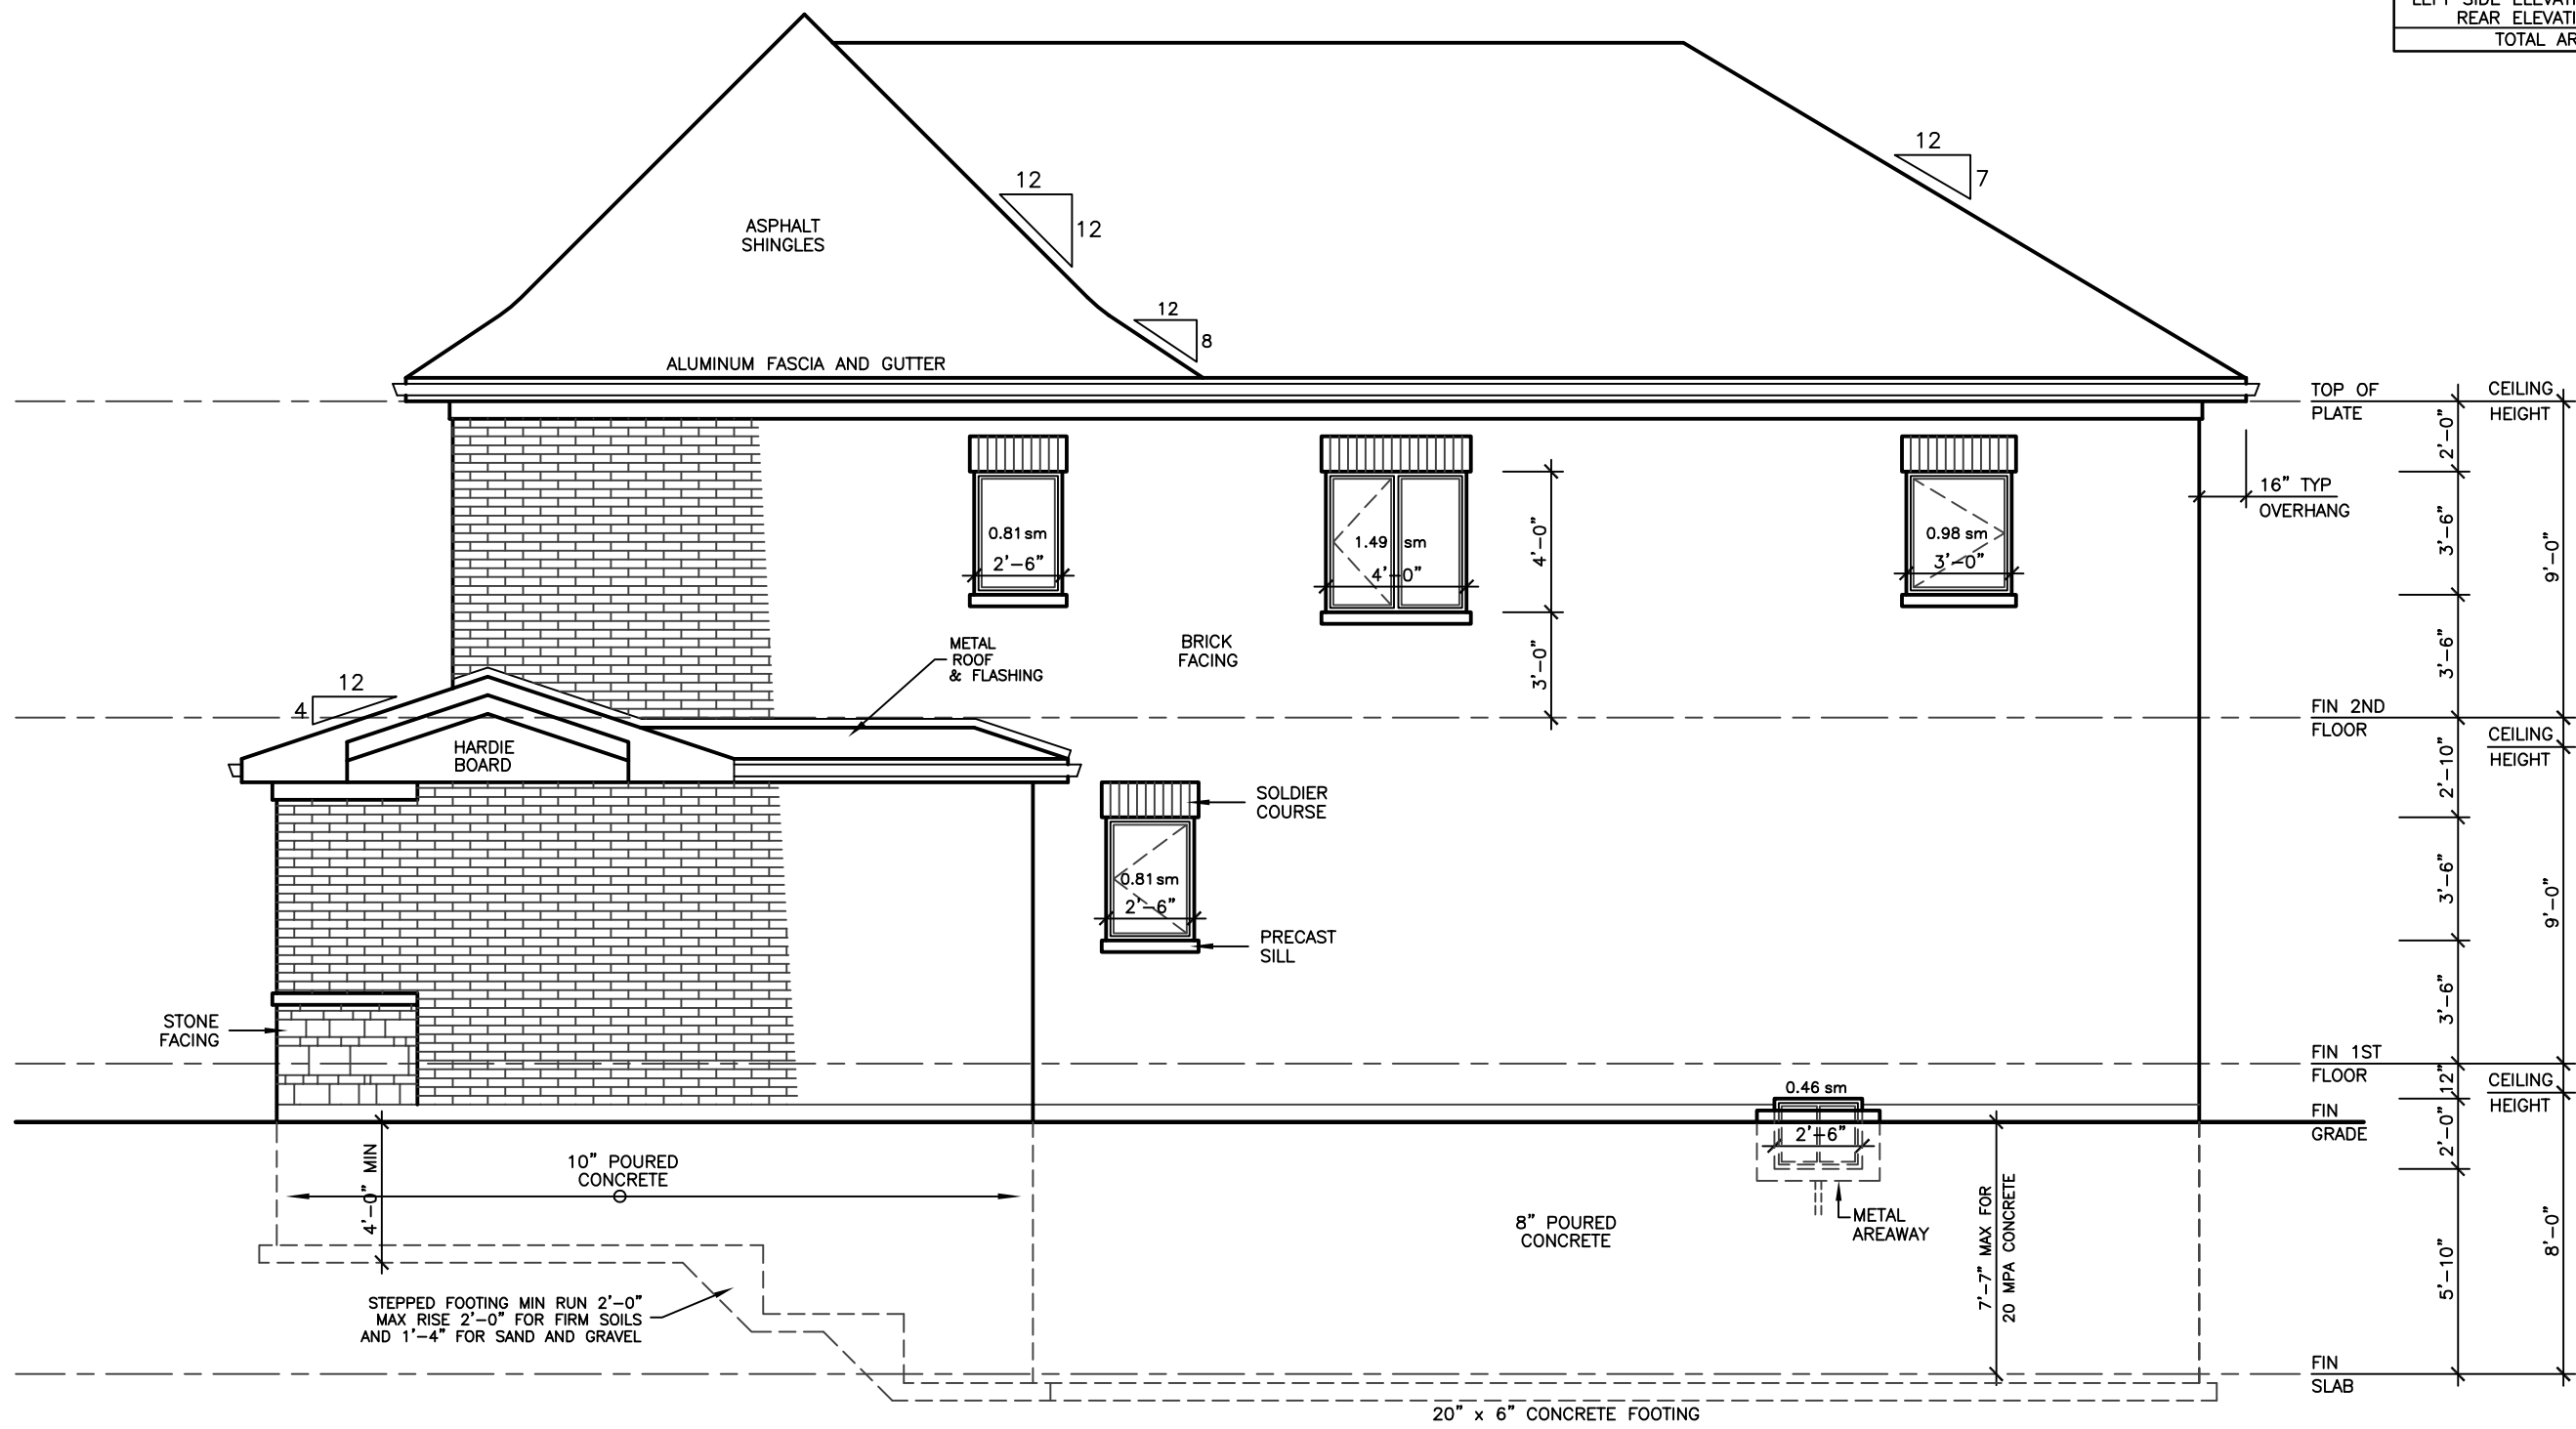 LEFT SIDE ELEVATI
REAR ELEVATI
TOTAL AR
12
7
12
12
ASPHALT
SHINGLES
12
8
ALUMINUM FASCIA AND GUTTER
TOP OF
PLATE
CEILING
HEIGHT
2'-0"
16" TYP
OVERHANG
0.81 sm
2'-6"
1.49 sm
4'-0"
4'-0"
0.98 sm
3'-0"
3'-6"
9'-0"
METAL
ROOF
& FLASHING
BRICK
FACING
3'-0"
3'-6"
12
4
FIN 2ND
FLOOR
CEILING
HEIGHT
HARDIE
BOARD
2'-10"
SOLDIER
COURSE
0.81 sm
2'-6"
3'-6"
9'-0"
PRECAST
SILL
3'-6"
STONE
FACING
FIN 1ST
FLOOR
12"
CEILING
HEIGHT
0.46 sm
2'-6"
FIN
GRADE
2'-0"
4'-0" MIN
10" POURED
CONCRETE
8" POURED
CONCRETE
METAL
AREAWAY
7'-7" MAX FOR
20 MPA CONCRETE
5'-10"
8'-0"
STEPPED FOOTING MIN RUN 2'-0"
MAX RISE 2'-0" FOR FIRM SOILS
AND 1'-4" FOR SAND AND GRAVEL
FIN
SLAB
20" x 6" CONCRETE FOOTING